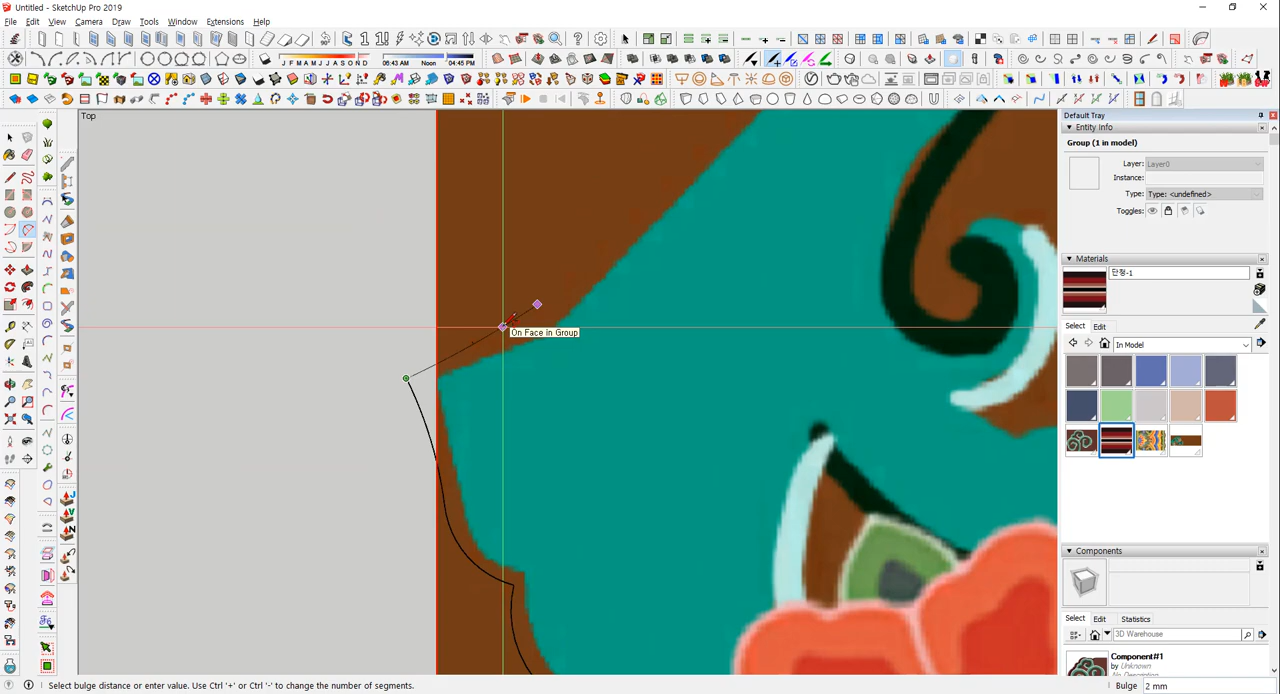 Untitled - SketchUp Pro 2019
File Edit View Camera Draw Tools Window Extensions Help
J F M A M J J A S O N D 06:43 AM Noon 04:45 PM
Top
Default Tray
Entity Info
Group (1 in model)
Layer: Layer0
Instance:
Type: Type: <undefined>
Toggles:
Materials
단청-1
Select Edit
In Model
On Face in Group
Components
Select Edit Statistics
3D Warehouse
Component#1
by Unknown
Select bulge distance or enter value. Use Ctrl '+' or Ctrl '-' to change the number of segments.
Bulge 2 mm